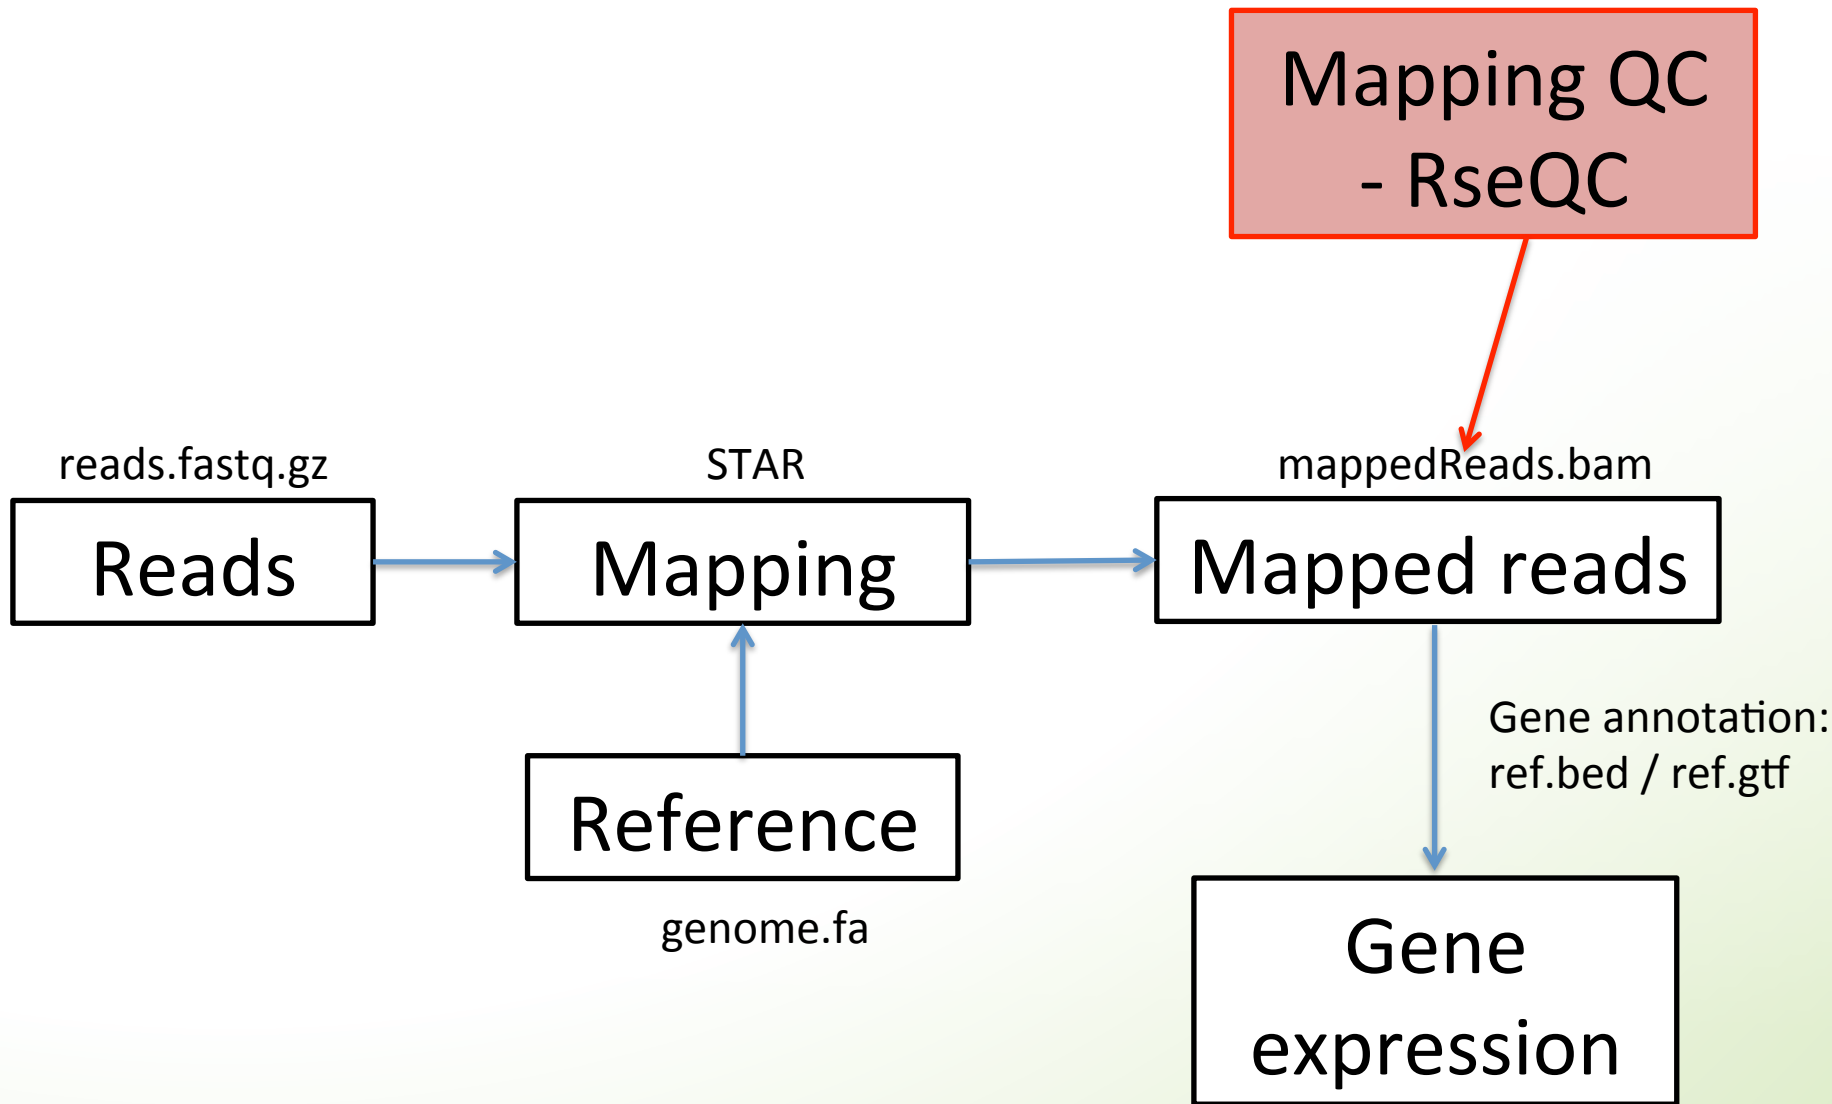 Mapping QC
- RseQC
reads.fastq.gz
STAR
mappedReads.bam
Reads
Mapping
Mapped reads
Gene annotation:
ref.bed / ref.gtf
Reference
genome.fa
Gene
expression